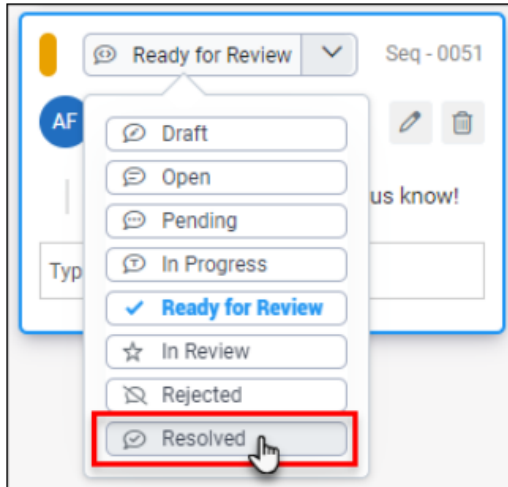 Ready for Review
Seq - 0051
AF
Draft
Open
us know!
Pending
Typ
In Progress
Ready for Review
In Review
Rejected
Resolved